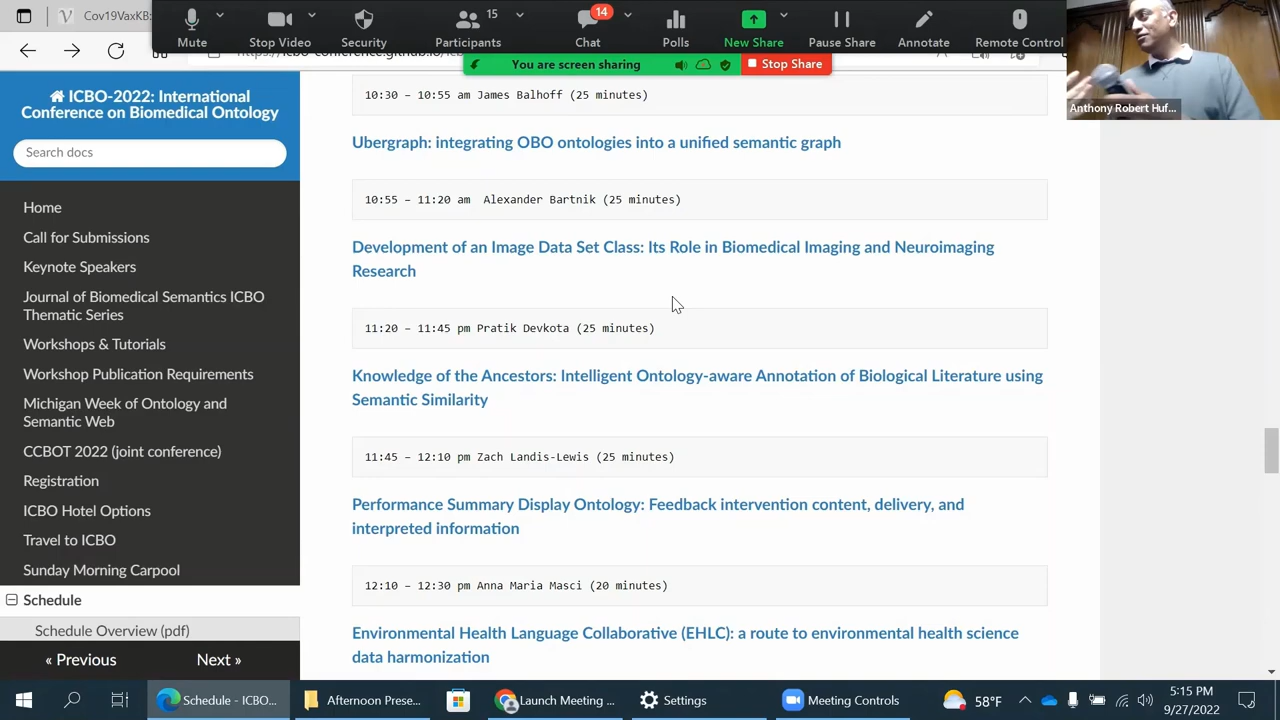 Cov19VaxKB:
Mute
Stop Video
Security
15
Participants
14
Chat
Polls
New Share
Pause Share
Annotate
Remote Control
You are screen sharing
Stop Share
Anthony Robert Huf...
ICBO-2022: International
Conference on Biomedical Ontology
Search docs
Home
Call for Submissions
Keynote Speakers
Journal of Biomedical Semantics ICBO
Thematic Series
Workshops & Tutorials
Workshop Publication Requirements
Michigan Week of Ontology and
Semantic Web
CCBOT 2022 (joint conference)
Registration
ICBO Hotel Options
Travel to ICBO
Sunday Morning Carpool
Schedule
Schedule Overview (pdf)
« Previous
Next »
10:30 – 10:55 am James Balhoff (25 minutes)
Ubergraph: integrating OBO ontologies into a unified semantic graph
10:55 – 11:20 am  Alexander Bartnik (25 minutes)
Development of an Image Data Set Class: Its Role in Biomedical Imaging and Neuroimaging
Research
11:20 – 11:45 pm Pratik Devkota (25 minutes)
Knowledge of the Ancestors: Intelligent Ontology-aware Annotation of Biological Literature using
Semantic Similarity
11:45 – 12:10 pm Zach Landis-Lewis (25 minutes)
Performance Summary Display Ontology: Feedback intervention content, delivery, and
interpreted information
12:10 – 12:30 pm Anna Maria Masci (20 minutes)
Environmental Health Language Collaborative (EHLC): a route to environmental health science
data harmonization
Schedule - ICBO...
Afternoon Prese...
Launch Meeting ...
Settings
Meeting Controls
58°F
5:15 PM
9/27/2022